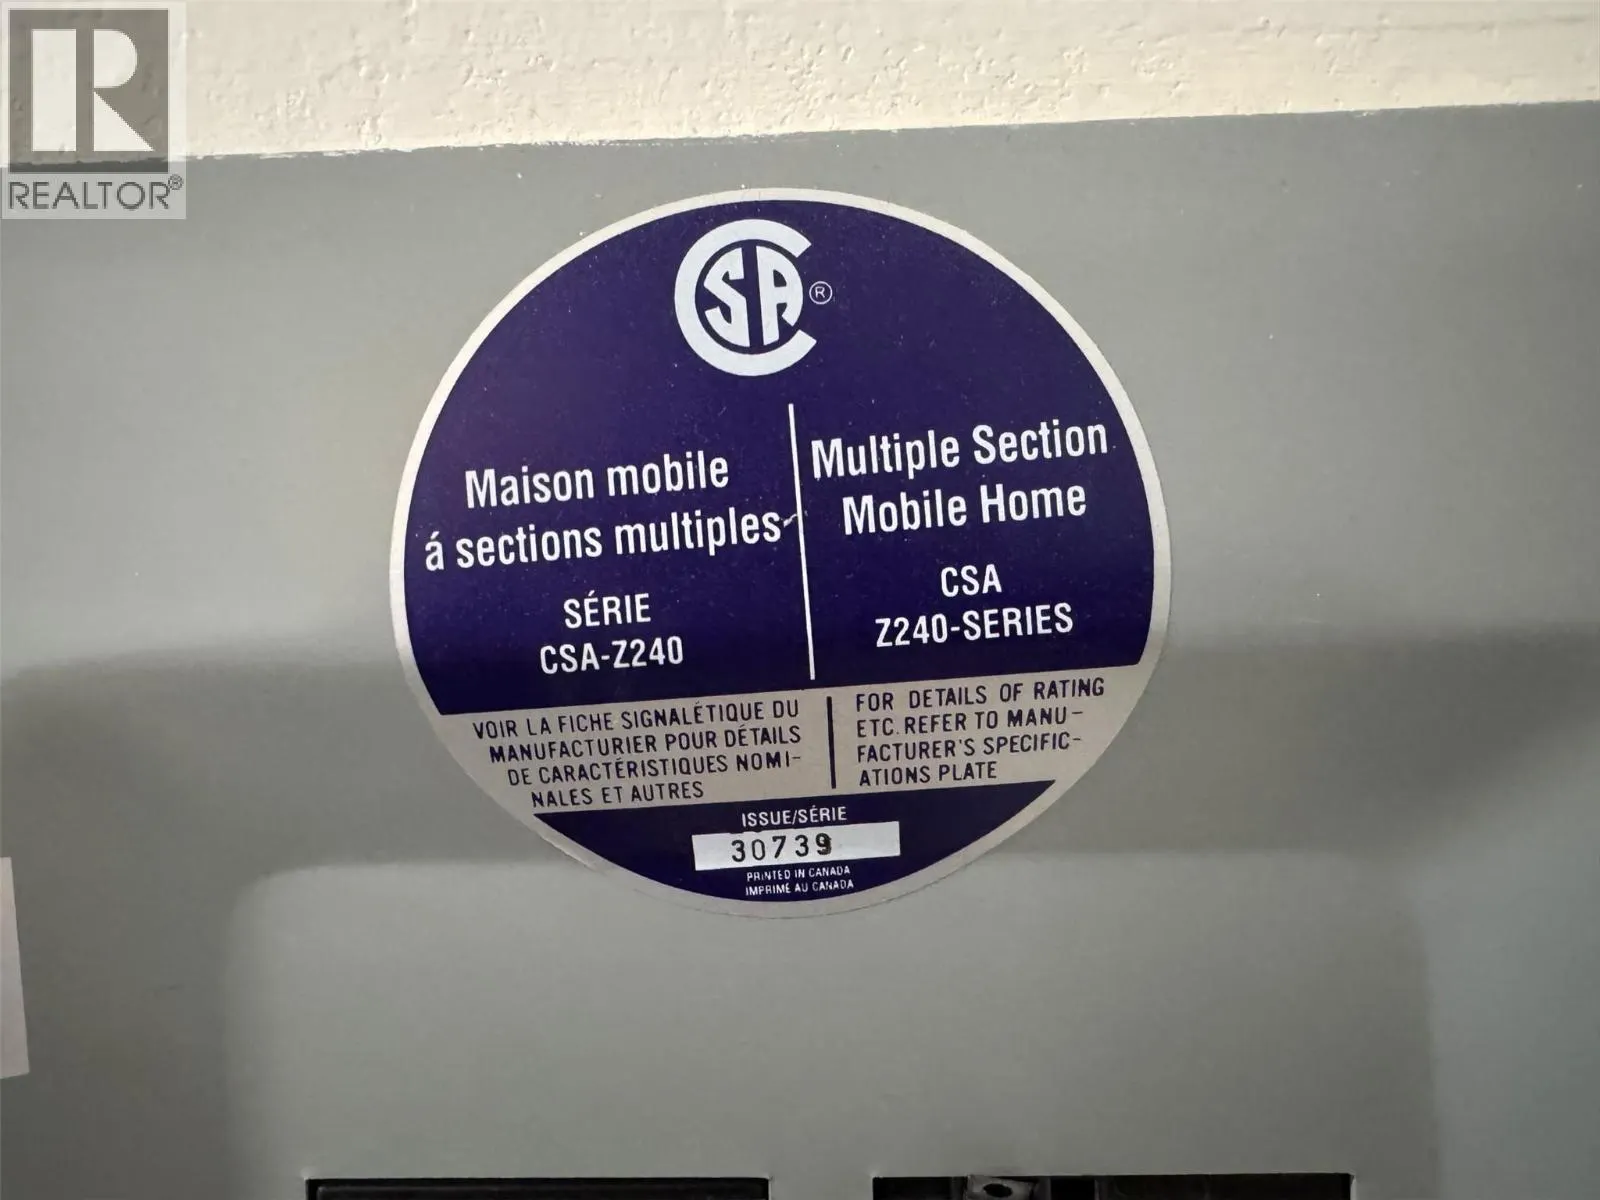 R
REALTOR®
CSA®
Maison mobile
á sections multiples
SÉRIE
CSA-Z240
Multiple Section
Mobile Home
CSA
Z240-SERIES
VOIR LA FICHE SIGNALÉTIQUE DU
MANUFACTURIER POUR DÉTAILS
DE CARACTÉRISTIQUES NOMI-
NALES ET AUTRES
FOR DETAILS OF RATING
ETC. REFER TO MANU-
FACTURER'S SPECIFIC-
ATIONS PLATE
ISSUE/SÉRIE
30739
PRINTED IN CANADA
IMPRIMÉ AU CANADA